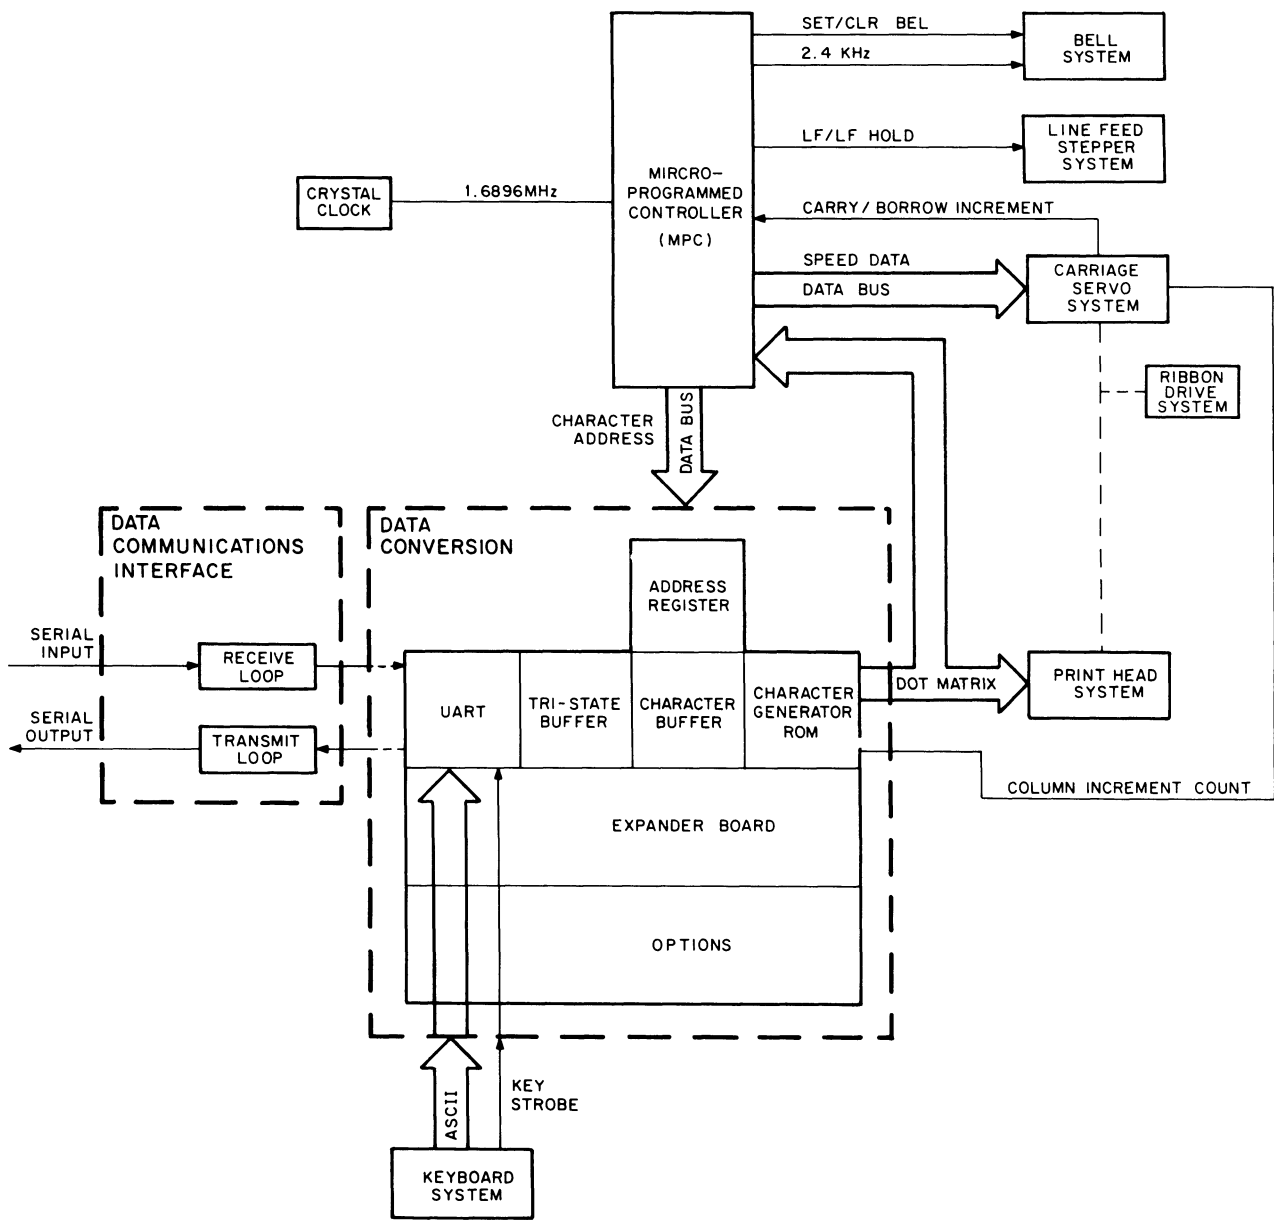 SET/CLR BEL
2.4 KHz
BELL
SYSTEM
LF/LF HOLD
LINE FEED
STEPPER
SYSTEM
MIRCRO-
PROGRAMMED
CONTROLLER
(MPC)
CRYSTAL
CLOCK
1.6896MHz
CARRY/BORROW INCREMENT
SPEED DATA
DATA BUS
CARRIAGE
SERVO
SYSTEM
RIBBON
DRIVE
SYSTEM
CHARACTER
ADDRESS
DATA BUS
DATA
COMMUNICATIONS
INTERFACE
DATA
CONVERSION
ADDRESS
REGISTER
SERIAL
INPUT
RECEIVE
LOOP
SERIAL
OUTPUT
TRANSMIT
LOOP
UART
TRI-STATE
BUFFER
CHARACTER
BUFFER
CHARACTER
GENERATOR
ROM
DOT MATRIX
PRINT HEAD
SYSTEM
COLUMN INCREMENT COUNT
EXPANDER BOARD
OPTIONS
ASCII
KEY
STROBE
KEYBOARD
SYSTEM